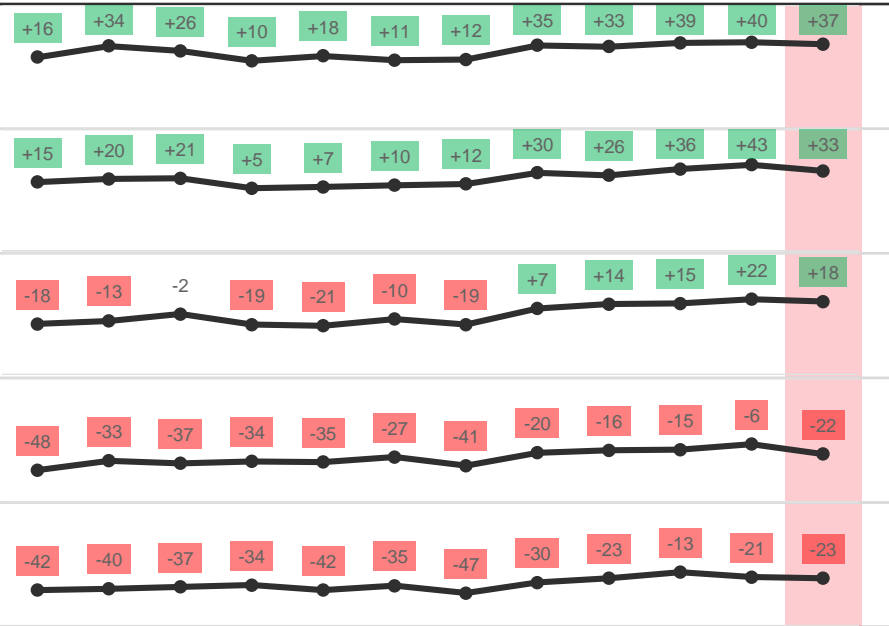 +16 +34 +26 +10 +18 +11 +12 +35 +33 +39 +40 +37
+15 +20 +21 +5 +7 +10 +12 +30 +26 +36 +43 +33
-18 -13 -2 -19 -21 -10 -19 +7 +14 +15 +22 +18
-48 -33 -37 -34 -35 -27 -41 -20 -16 -15 -6 -22
-42 -40 -37 -34 -42 -35 -47 -30 -23 -13 -21 -23